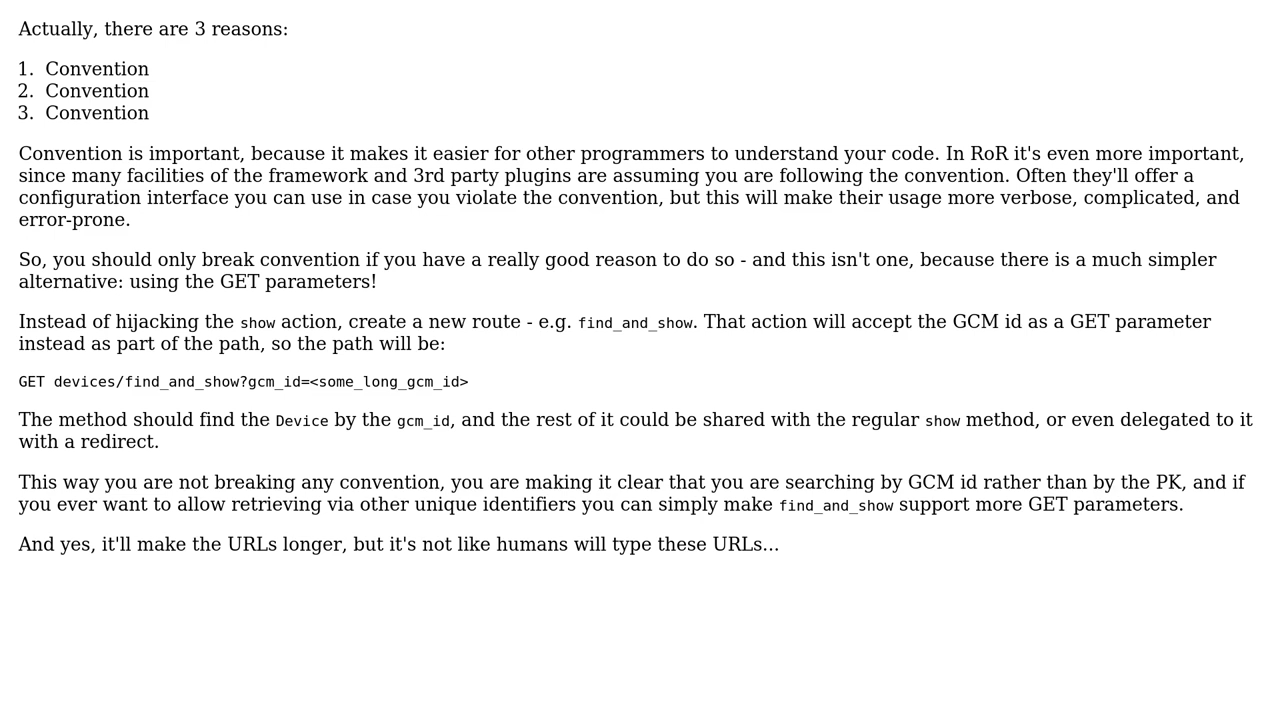 Actually, there are 3 reasons:
1. Convention
2. Convention
3. Convention
Convention is important, because it makes it easier for other programmers to understand your code. In RoR it's even more important,
since many facilities of the framework and 3rd party plugins are assuming you are following the convention. Often they'll offer a
configuration interface you can use in case you violate the convention, but this will make their usage more verbose, complicated, and
error-prone.
So, you should only break convention if you have a really good reason to do so - and this isn't one, because there is a much simpler
alternative: using the GET parameters!
Instead of hijacking the show action, create a new route - e.g. find_and_show. That action will accept the GCM id as a GET parameter
instead as part of the path, so the path will be:
GET devices/find_and_show?gcm_id=<some_long_gcm_id>
The method should find the Device by the gcm_id, and the rest of it could be shared with the regular show method, or even delegated to it
with a redirect.
This way you are not breaking any convention, you are making it clear that you are searching by GCM id rather than by the PK, and if
you ever want to allow retrieving via other unique identifiers you can simply make find_and_show support more GET parameters.
And yes, it'll make the URLs longer, but it's not like humans will type these URLs...